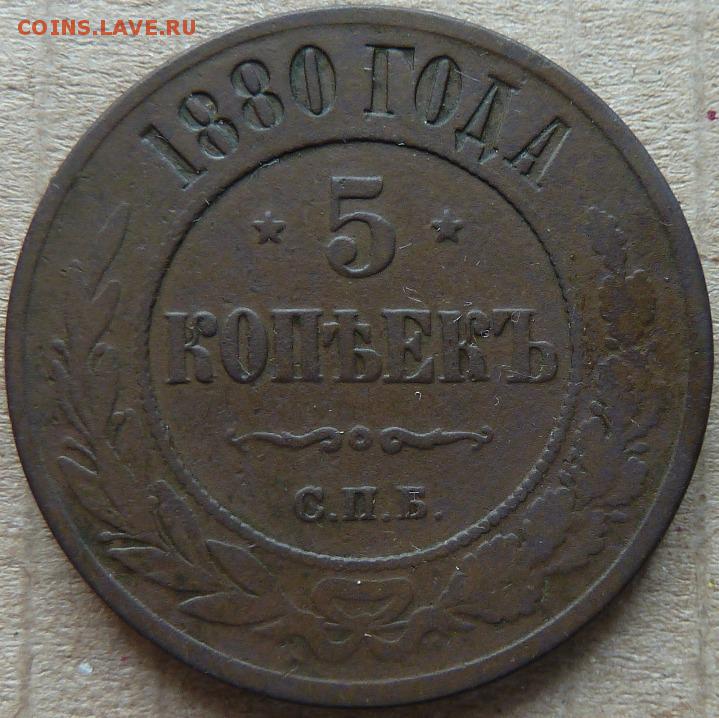 COINS.LAVE.RU
1880 ГОДА
5
КОПѢЕКЪ
С.П.Б.